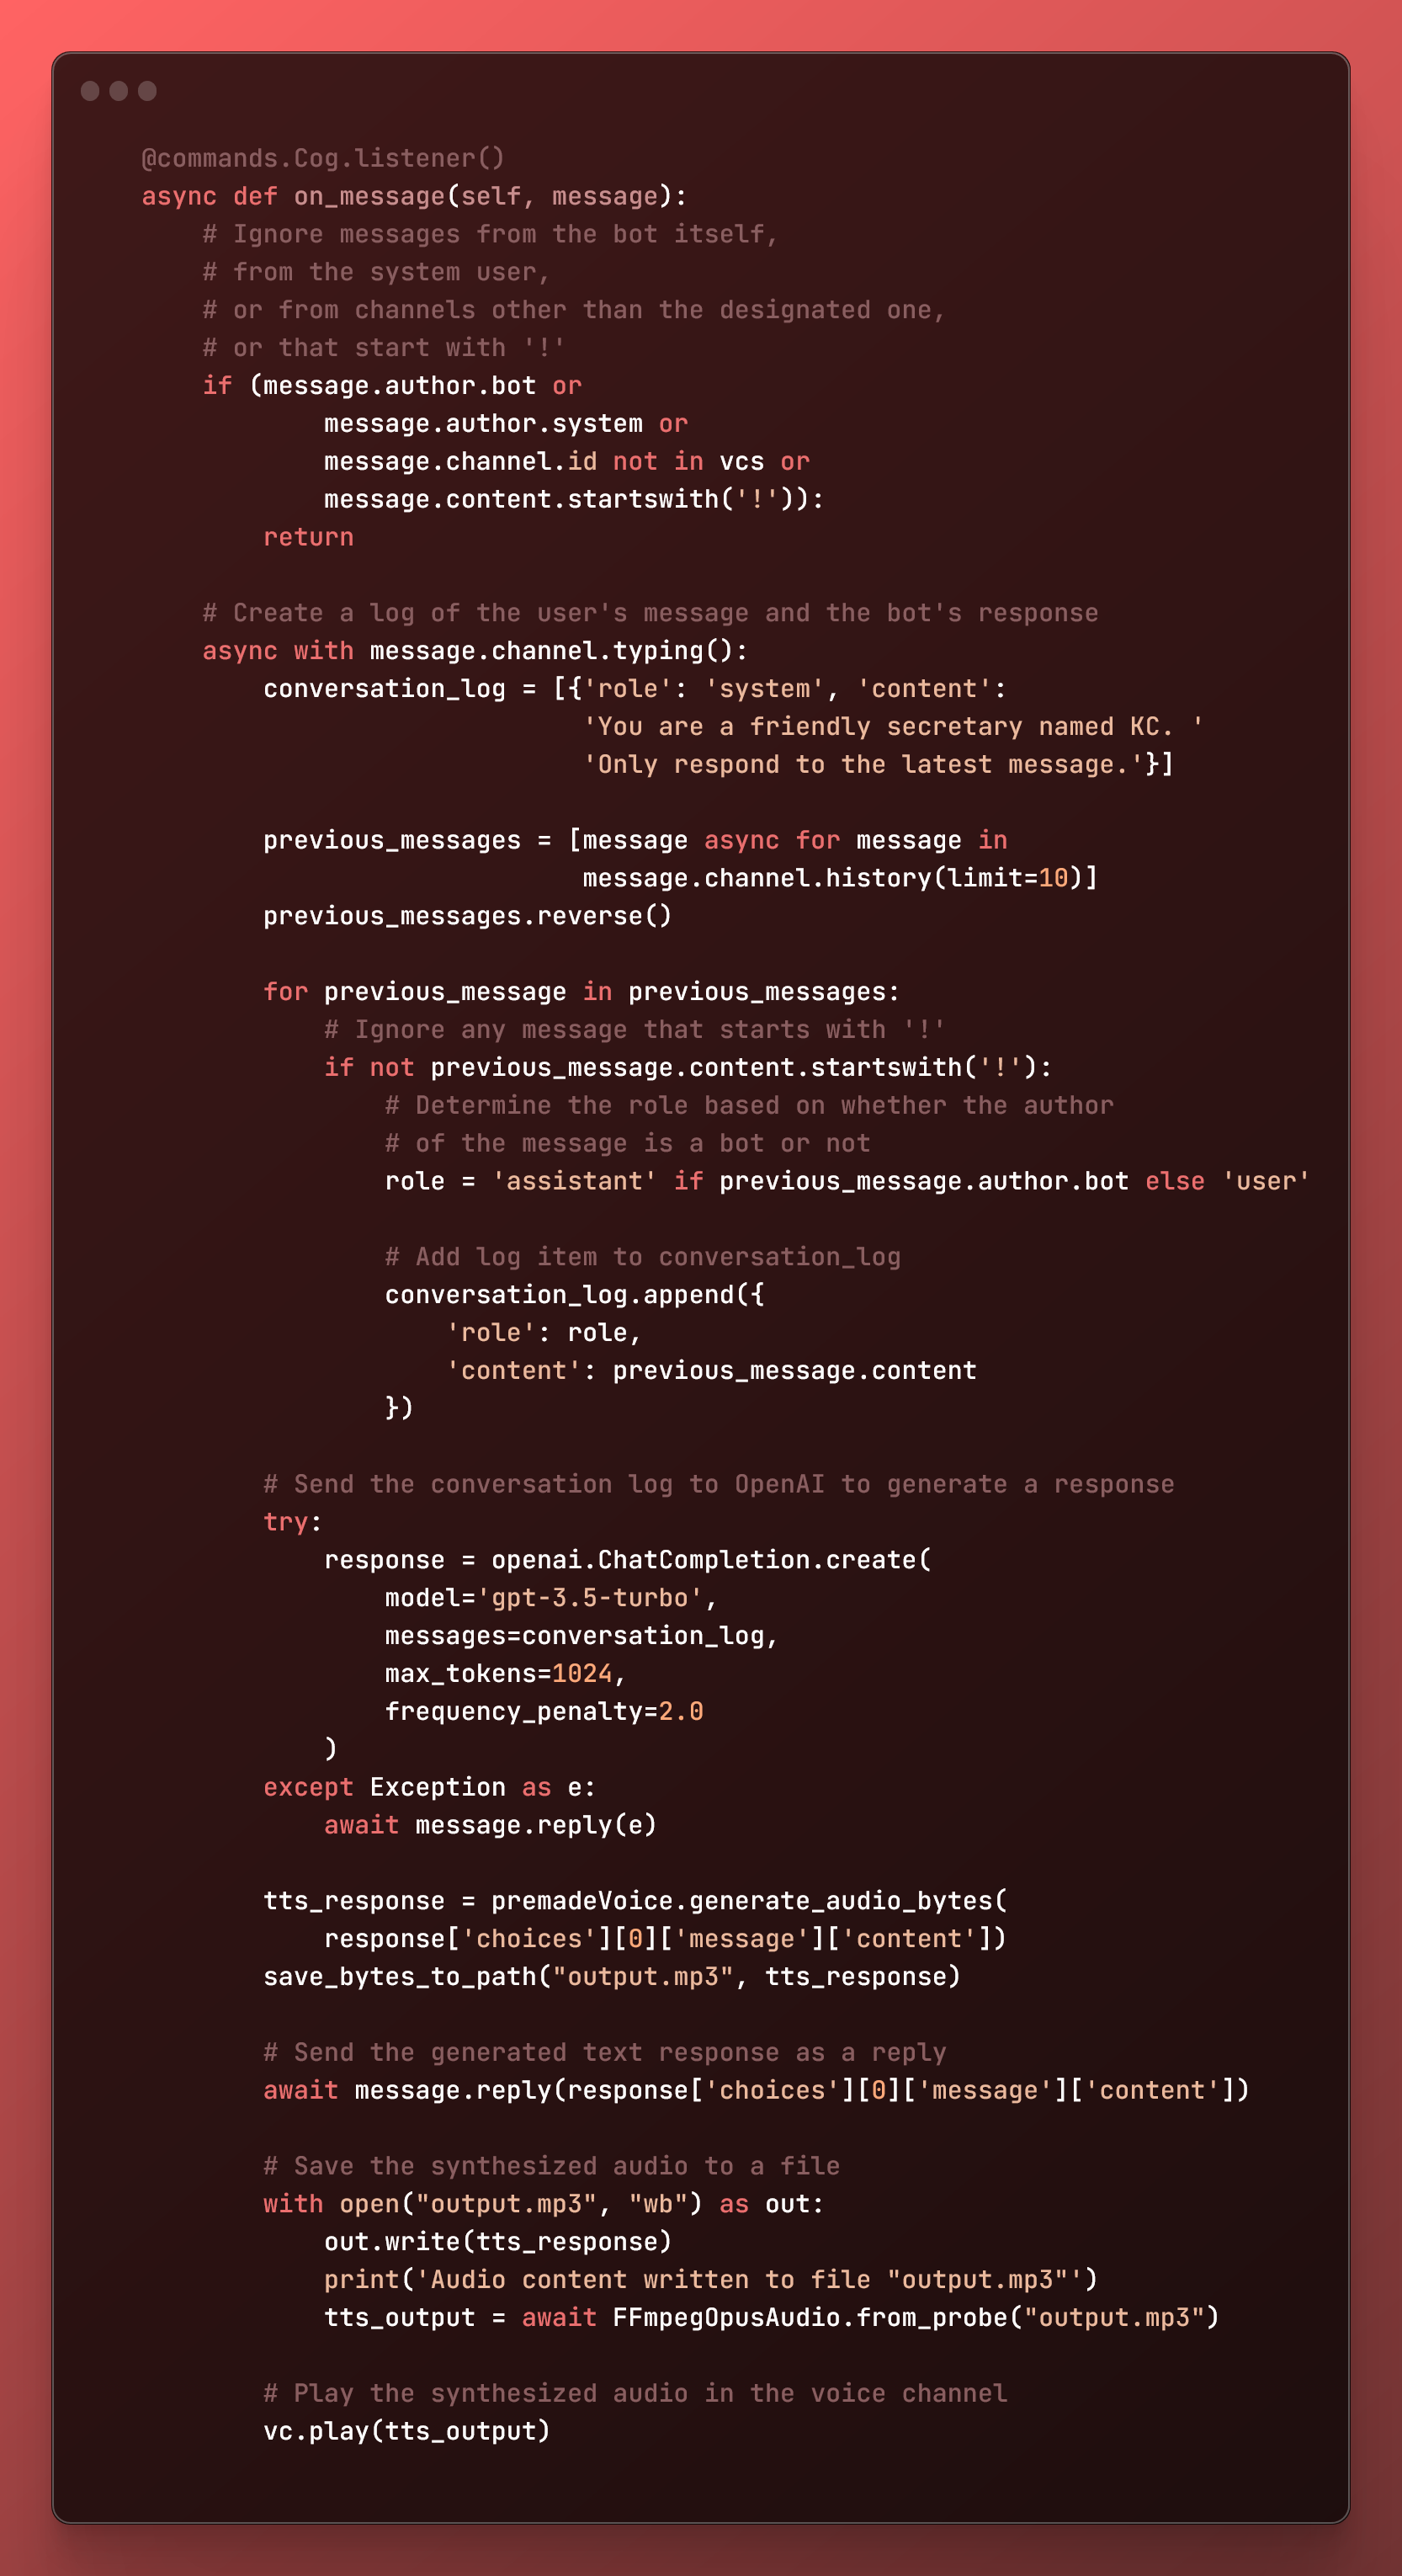 @commands.Cog.listener()
async def on_message(self, message):
    # Ignore messages from the bot itself,
    # from the system user,
    # or from channels other than the designated one,
    # or that start with '!'
    if (message.author.bot or
            message.author.system or
            message.channel.id not in vcs or
            message.content.startswith('!')):
        return

    # Create a log of the user's message and the bot's response
    async with message.channel.typing():
        conversation_log = [{'role': 'system', 'content':
                             'You are a friendly secretary named KC. '
                             'Only respond to the latest message.'}]

        previous_messages = [message async for message in
                             message.channel.history(limit=10)]
        previous_messages.reverse()

        for previous_message in previous_messages:
            # Ignore any message that starts with '!'
            if not previous_message.content.startswith('!'):
                # Determine the role based on whether the author
                # of the message is a bot or not
                role = 'assistant' if previous_message.author.bot else 'user'

                # Add log item to conversation_log
                conversation_log.append({
                    'role': role,
                    'content': previous_message.content
                })

        # Send the conversation log to OpenAI to generate a response
        try:
            response = openai.ChatCompletion.create(
                model='gpt-3.5-turbo',
                messages=conversation_log,
                max_tokens=1024,
                frequency_penalty=2.0
            )
        except Exception as e:
            await message.reply(e)

        tts_response = premadeVoice.generate_audio_bytes(
            response['choices'][0]['message']['content'])
        save_bytes_to_path("output.mp3", tts_response)

        # Send the generated text response as a reply
        await message.reply(response['choices'][0]['message']['content'])

        # Save the synthesized audio to a file
        with open("output.mp3", "wb") as out:
            out.write(tts_response)
            print('Audio content written to file "output.mp3"')
            tts_output = await FFmpegOpusAudio.from_probe("output.mp3")

        # Play the synthesized audio in the voice channel
        vc.play(tts_output)